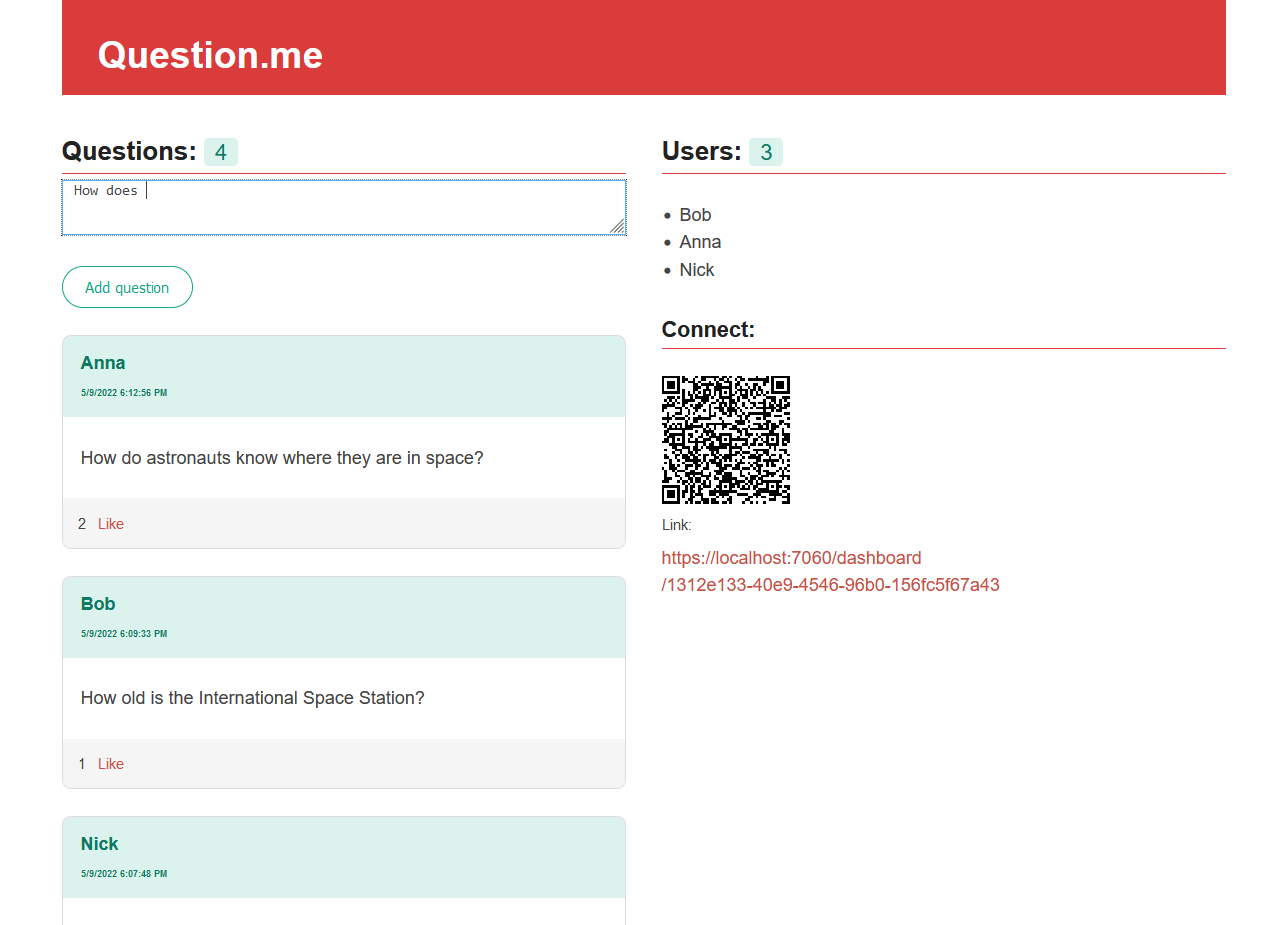 Question.me
Questions: 4
How does
Add question
Anna
5/9/2022 6:12:56 PM
How do astronauts know where they are in space?
2 Like
Bob
5/9/2022 6:09:33 PM
How old is the International Space Station?
1 Like
Nick
5/9/2022 6:07:48 PM
Users: 3
Bob
Anna
Nick
Connect:
Link:
https://localhost:7060/dashboard
/1312e133-40e9-4546-96b0-156fc5f67a43